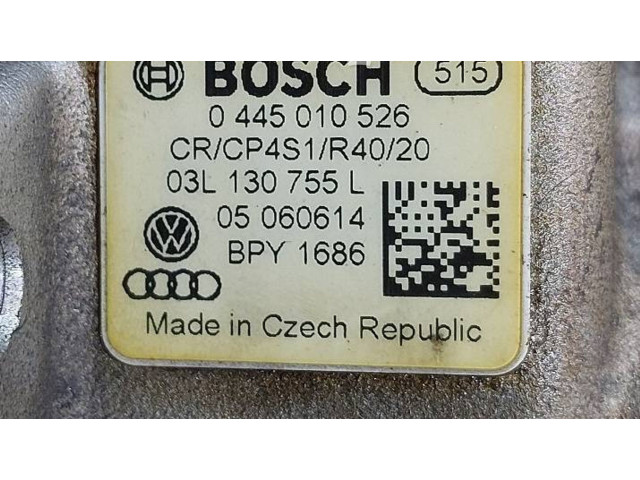 BOSCH 515
0 445 010 526
CR/CP4S1/R40/20
03L 130 755 L
05 060614
BPY 1686
Made in Czech Republic